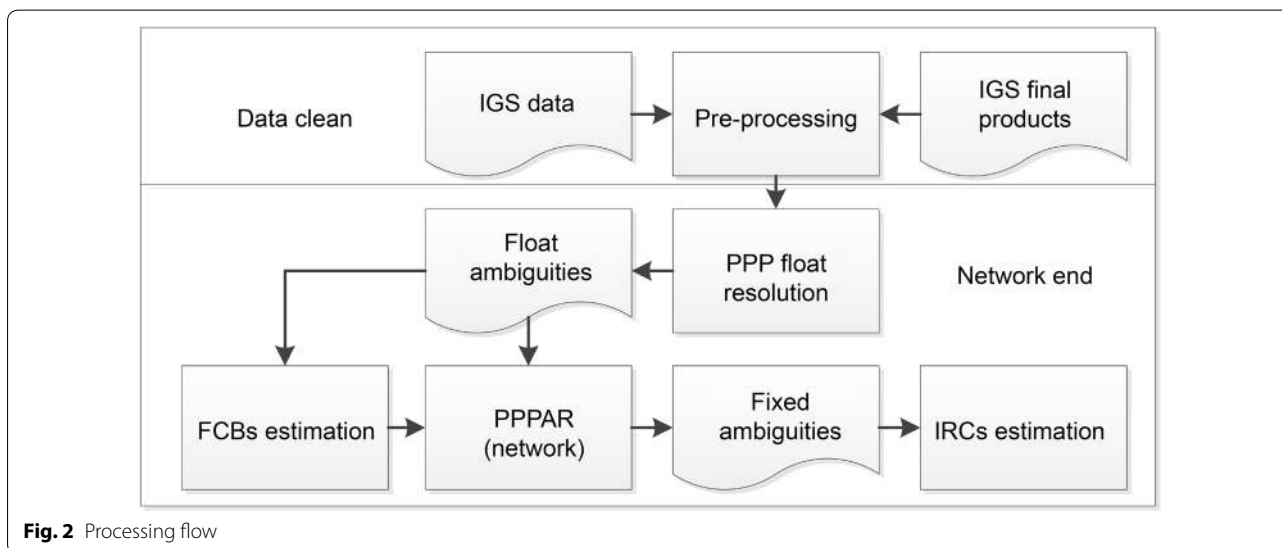 Data clean
IGS data
Pre-processing
IGS final
products
Float
ambiguities
PPP float
resolution
Network end
FCBs estimation
PPPAR
(network)
Fixed
ambiguities
IRCs estimation
Fig. 2 Processing flow